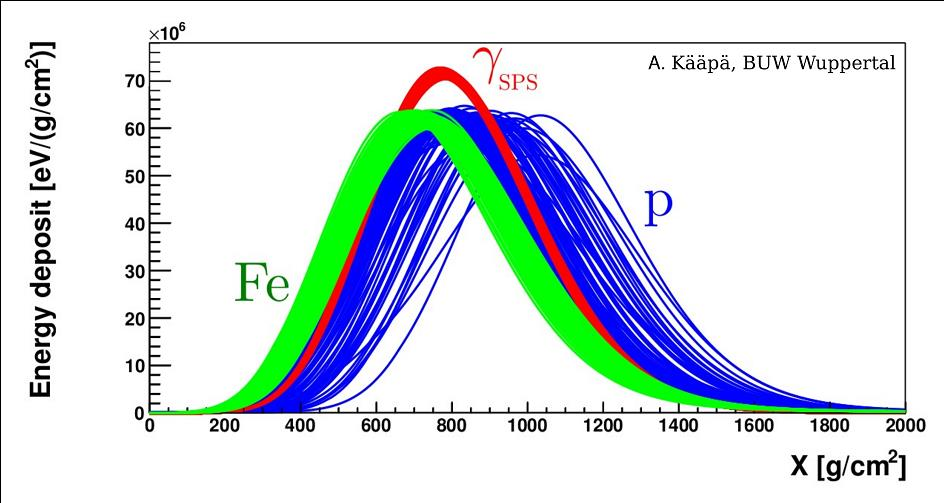 ×10⁶
A. Kääpä, BUW Wuppertal
γSPS
Energy deposit [eV/(g/cm²)]
70
60
50
40
30
20
10
0
p
Fe
0 200 400 600 800 1000 1200 1400 1600 1800 2000
X [g/cm²]